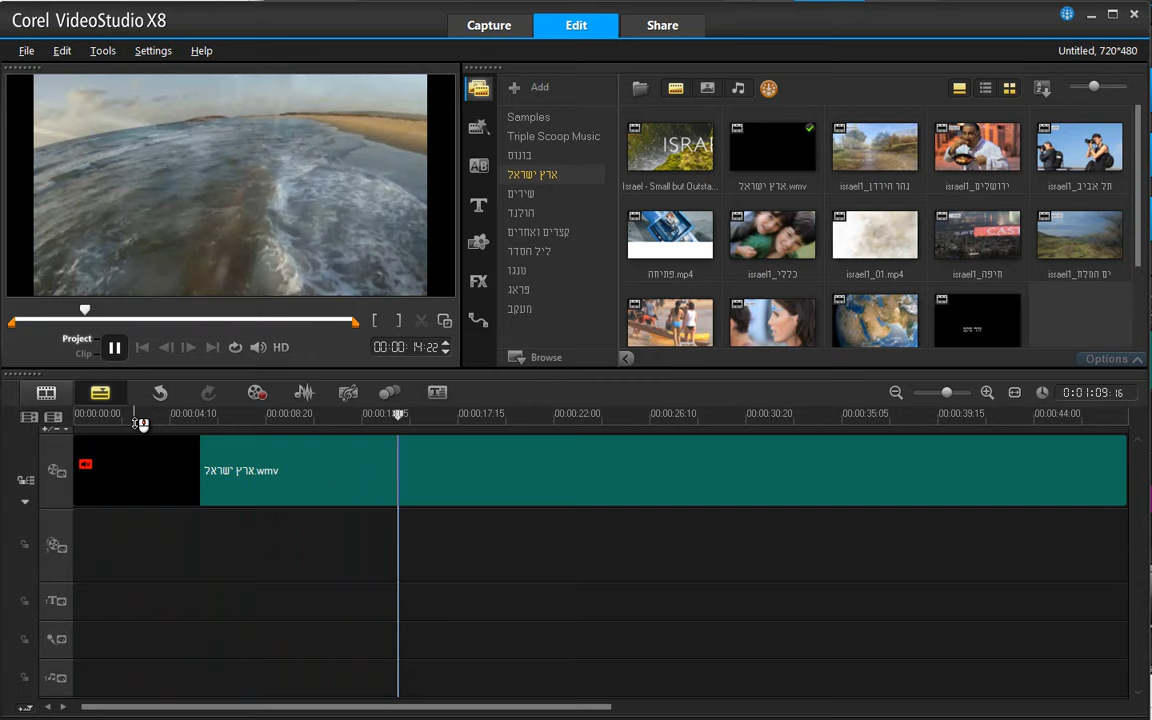 Corel VideoStudio X8
Capture
Edit
Share
File
Edit
Tools
Settings
Help
Untitled, 720*480
Project
Clip
HD
00:00: 14:22
Add
Samples
Triple Scoop Music
בונוס
ארץ ישראל
שירים
הולנד
קצרים ואחרים
ליל הסדר
טנגו
פראג
מעקב
Browse
ISRAE
Israel - Small but Outsta...
ארץ ישראל.wmv
israel1_נהר הירדן
israel1_ירושלים
israel1_תל אביב
פתיחה.mp4
israel1_כללי
israel1_01.mp4
CAS
israel1_חיפה
israel1_ים המלח
Options
0:01:09:16
00:00:00:00
00:00:04:10
00:00:08:20
00:00:17:15
00:00:22:00
00:00:26:10
00:00:30:20
00:00:35:05
00:00:39:15
00:00:44:00
ארץ ישראל.wmv